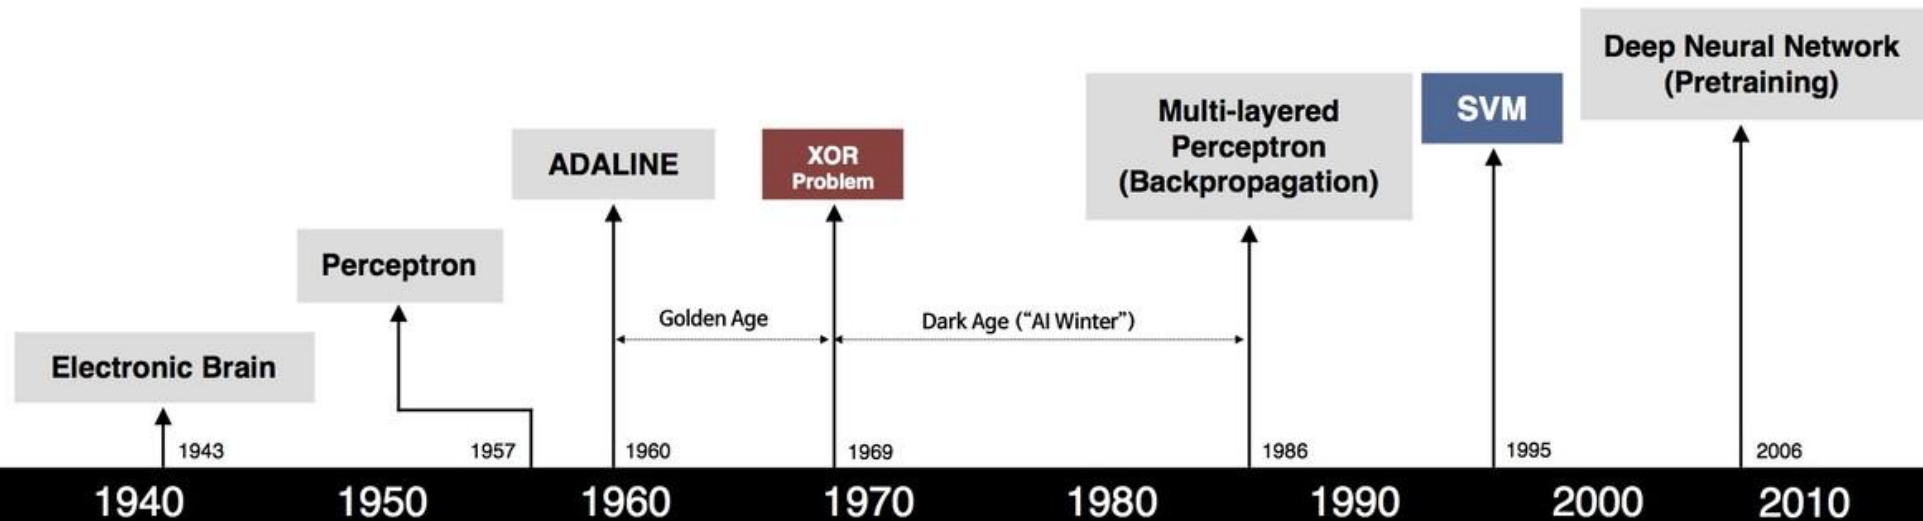 Deep Neural Network
(Pretraining)
Multi-layered
Perceptron
(Backpropagation)
SVM
ADALINE
XOR
Problem
Perceptron
Golden Age
Dark Age (“AI Winter”)
Electronic Brain
1943
1957
1960
1969
1986
1995
2006
1940
1950
1960
1970
1980
1990
2000
2010